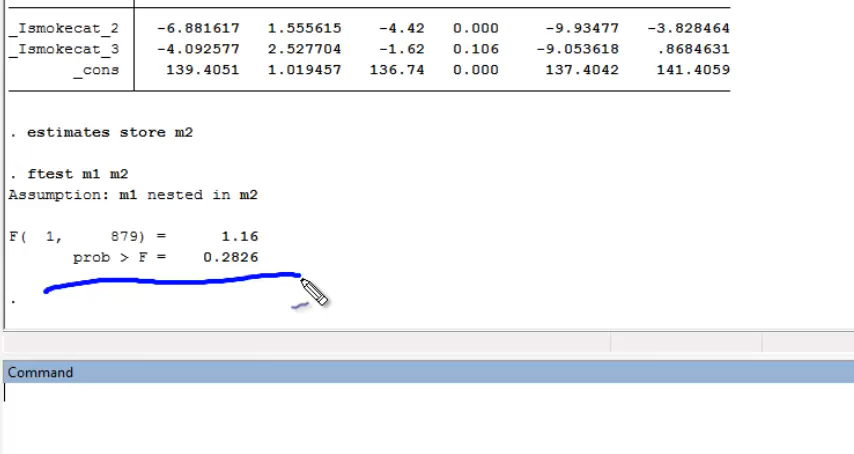 _Ismokecat_2 -6.881617 1.555615 -4.42 0.000 -9.93477 -3.828464
_Ismokecat_3 -4.092577 2.527704 -1.62 0.106 -9.053618 .8684631
_cons 139.4051 1.019457 136.74 0.000 137.4042 141.4059
. estimates store m2
. ftest m1 m2
Assumption: m1 nested in m2
F( 1, 879) = 1.16
prob > F = 0.2826
.
Command